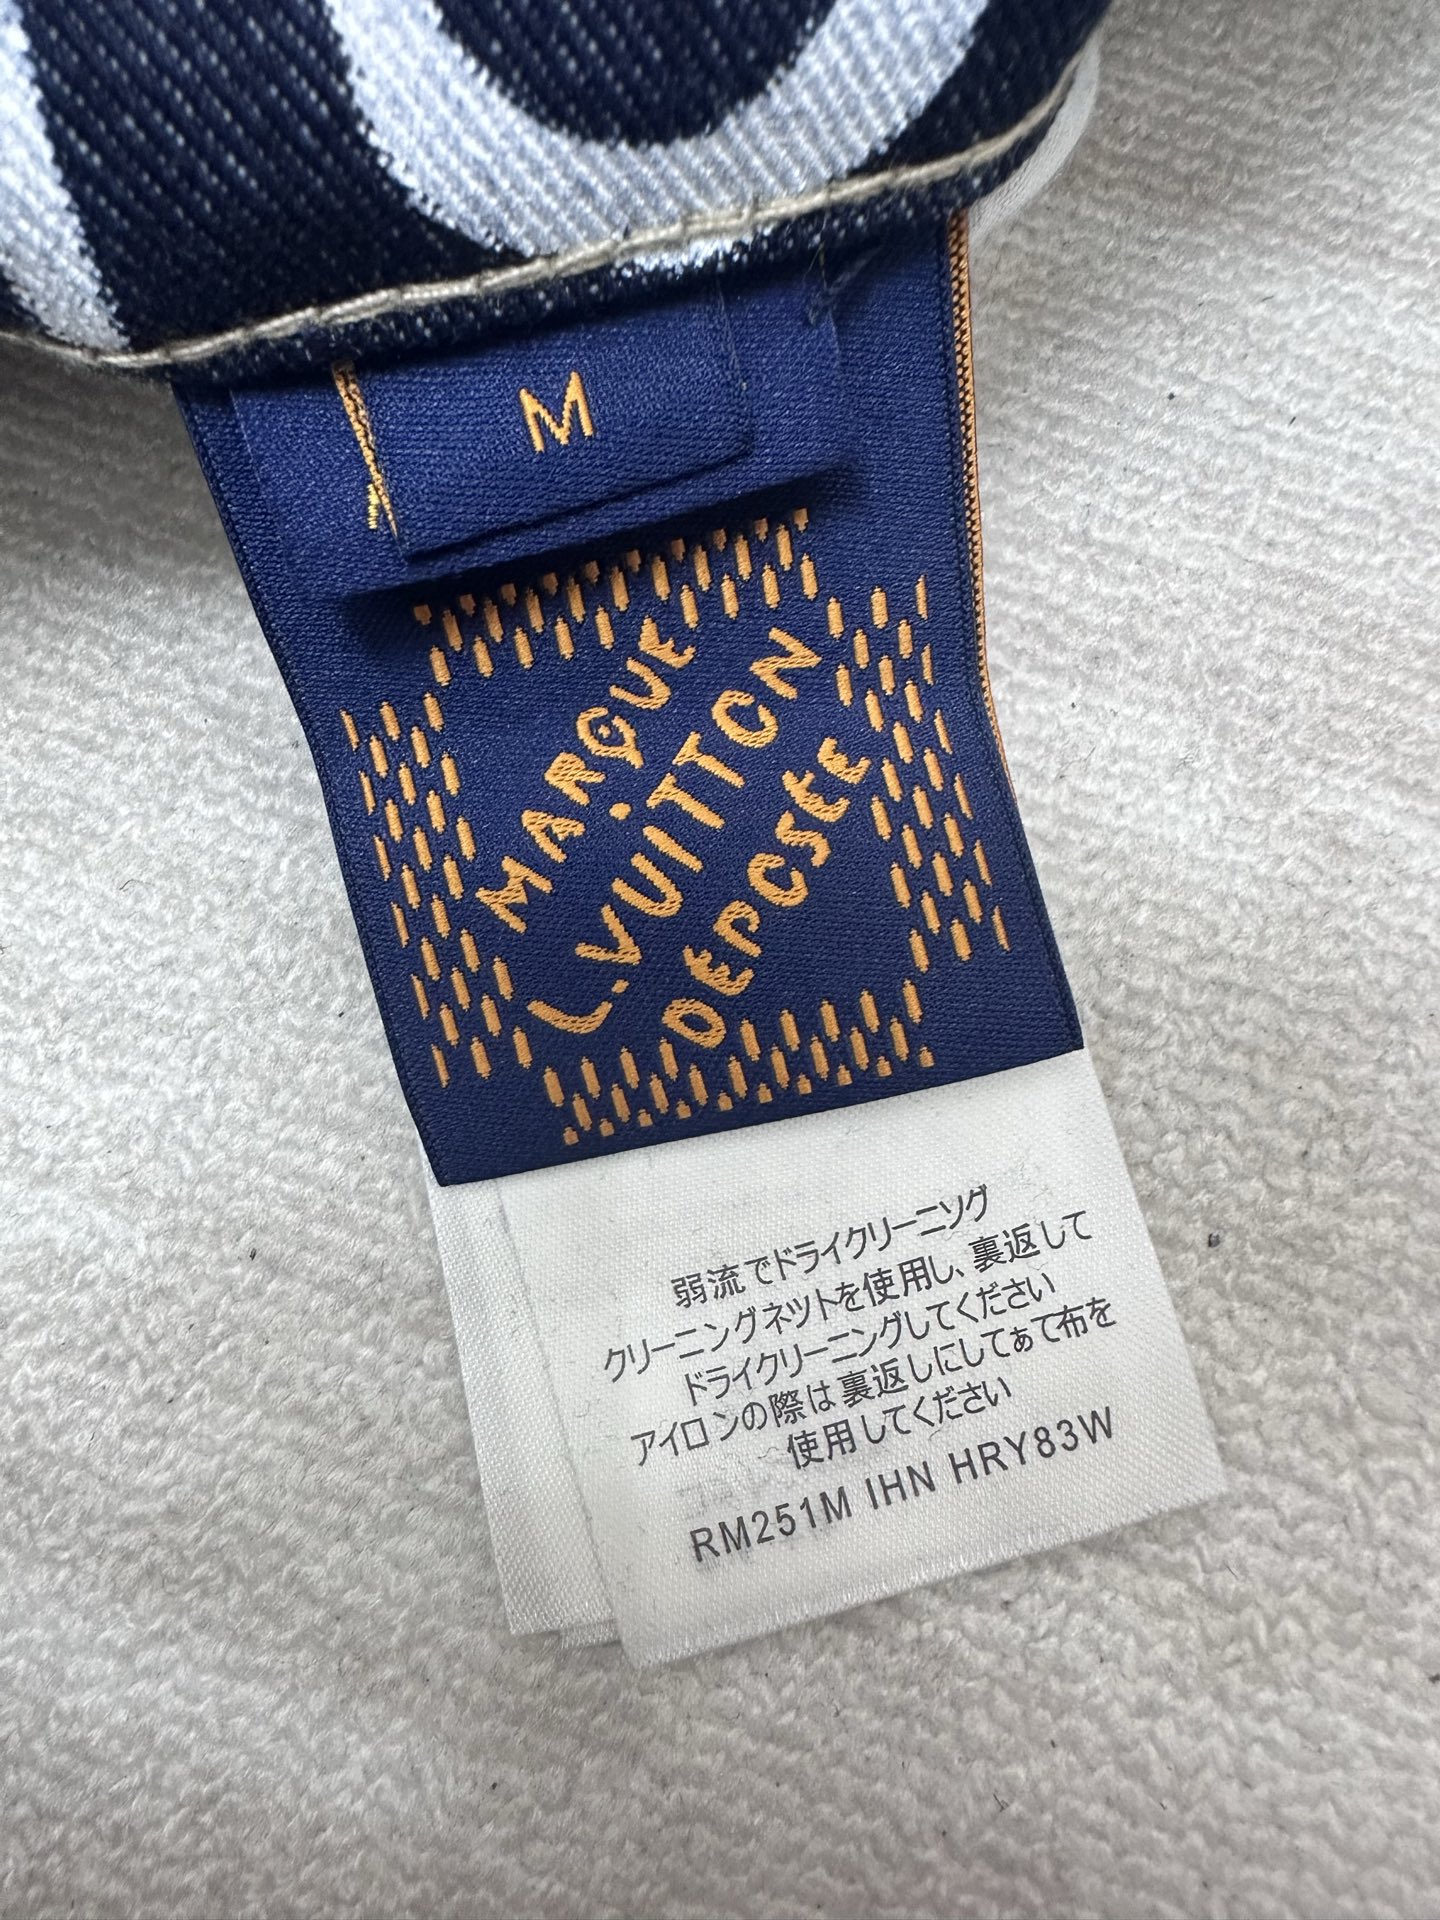 M
MARQUE
L.VUITTON
DÉPOSÉE
弱流でドライクリーニソグ
クリーニングネツトを使用し、裏返して
ドライクリーニングしてください
アイロンの際は裏返しにしてぁて布を
使用してください
RM251M IHN HRY83W